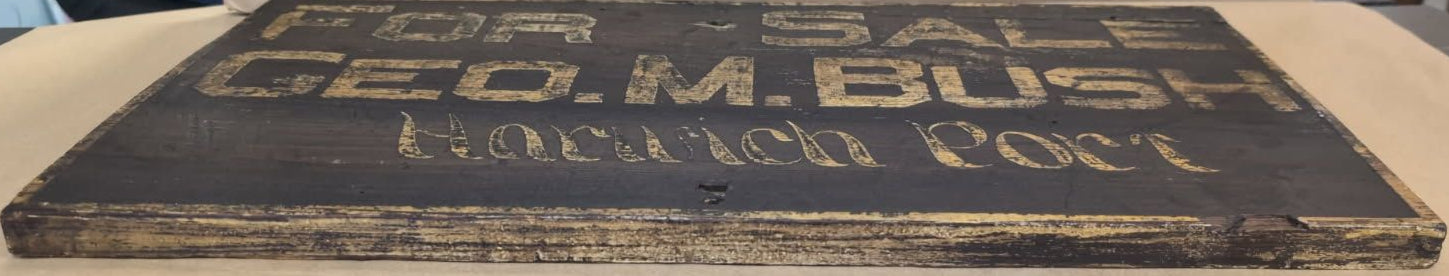 FOR SALE
GEO. M. BUSH
Harwich Port